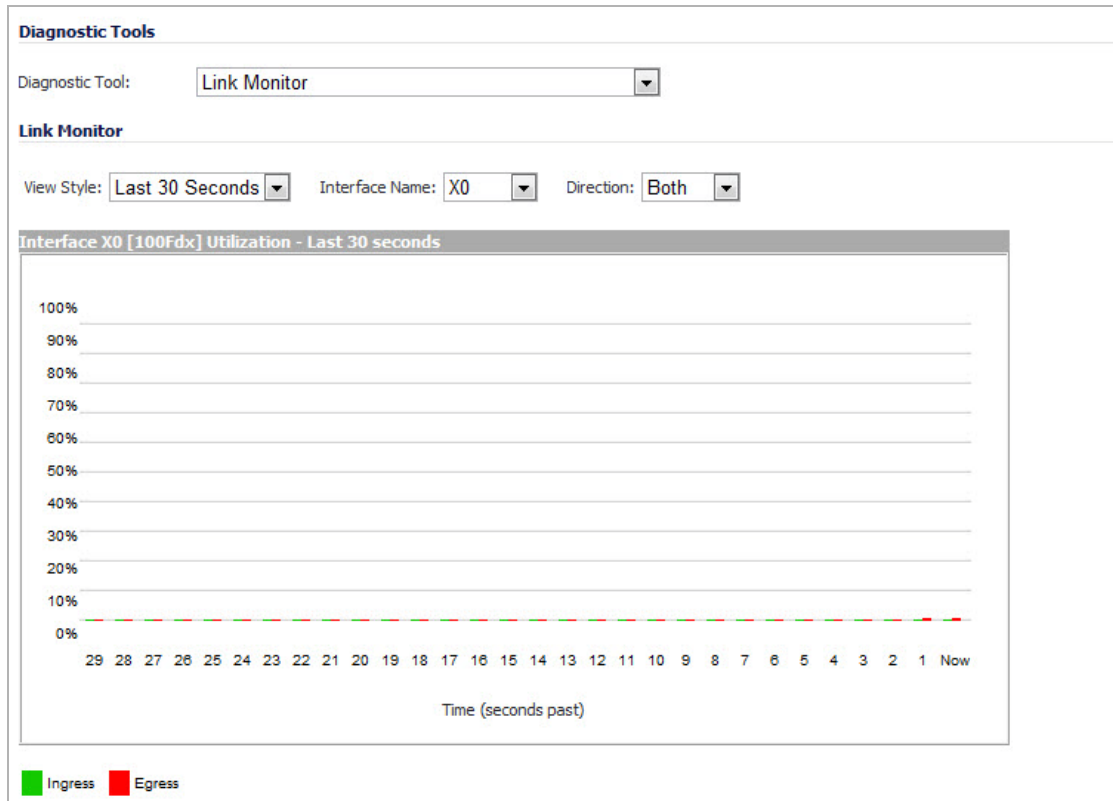 Diagnostic Tools
Diagnostic Tool: Link Monitor
Link Monitor
View Style: Last 30 Seconds Interface Name: X0 Direction: Both
Interface X0 [100Fdx] Utilization - Last 30 seconds
100%
90%
80%
70%
60%
50%
40%
30%
20%
10%
0%
29 28 27 26 25 24 23 22 21 20 19 18 17 16 15 14 13 12 11 10 9 8 7 6 5 4 3 2 1 Now
Time (seconds past)
Ingress Egress